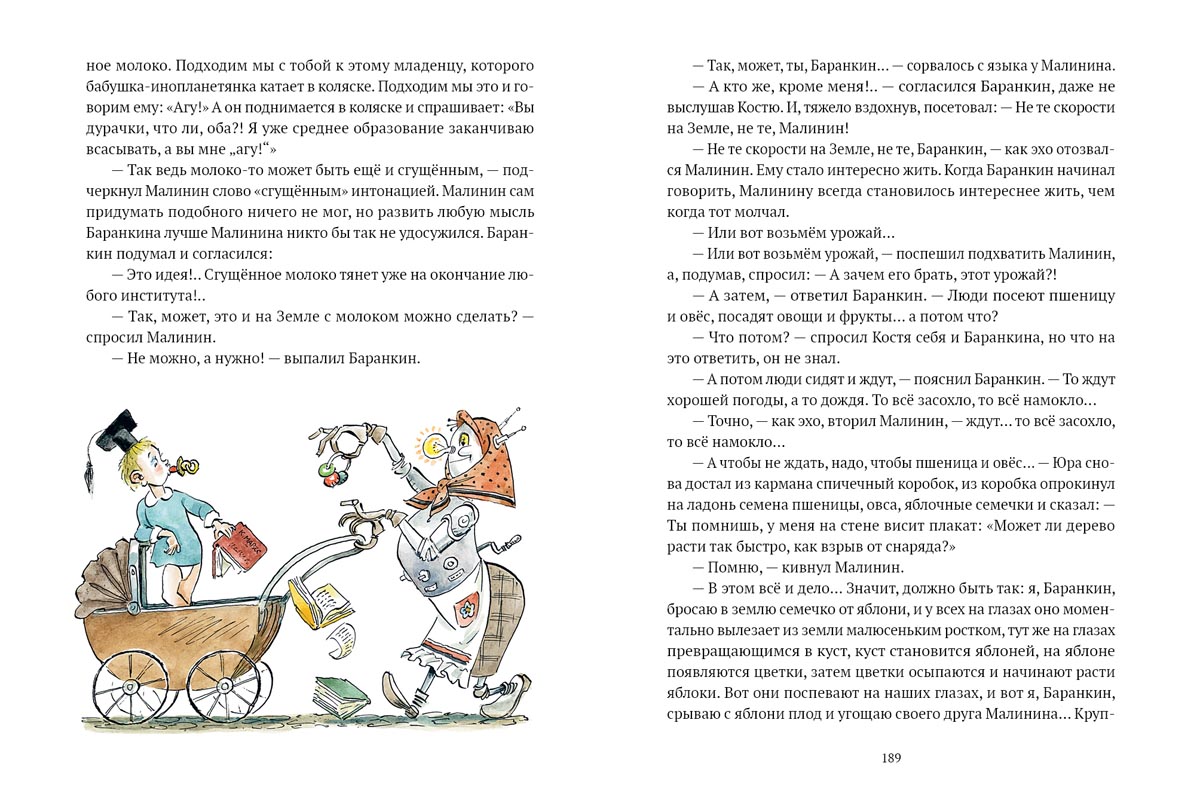 ное молоко. Подходим мы с тобой к этому младенцу, которого
бабушка-инопланетянка катает в коляске. Подходим мы это и го-
ворим ему: «Агу!» А он поднимается в коляске и спрашивает: «Вы
дурачки, что ли, оба?! Я уже среднее образование заканчиваю
всасывать, а вы мне „агу!“»
— Так ведь молоко-то может быть ещё и сгущённым, — под-
черкнул Малинин слово «сгущённым» интонацией. Малинин сам
придумать подобного ничего не мог, но развить любую мысль
Баранкина лучше Малинина никто бы так не удосужился. Баран-
кин подумал и согласился:
— Это идея!.. Сгущённое молоко тянет уже на окончание лю-
бого института!..
— Так, может, это и на Земле с молоком можно сделать? —
спросил Малинин.
— Не можно, а нужно! — выпалил Баранкин.
— Так, может, ты, Баранкин... — сорвалось с языка у Малинина.
— А кто же, кроме меня!.. — согласился Баранкин, даже не
выслушав Костю. И, тяжело вздохнув, посетовал: — Не те скорости
на Земле, не те, Малинин!
— Не те скорости на Земле, не те, Баранкин, — как эхо отозвал-
ся Малинин. Ему стало интересно жить. Когда Баранкин начинал
говорить, Малинину всегда становилось интереснее жить, чем
когда тот молчал.
— Или вот возьмём урожай...
— Или вот возьмём урожай, — поспешил подхватить Малинин,
а, подумав, спросил: — А зачем его брать, этот урожай?!
— А затем, — ответил Баранкин. — Люди посеют пшеницу
и овёс, посадят овощи и фрукты... а потом что?
— Что потом? — спросил Костя себя и Баранкина, но что на
это ответить, он не знал.
— А потом люди сидят и ждут, — пояснил Баранкин. — То ждут
хорошей погоды, а то дождя. То всё засохло, то всё намокло...
— Точно, — как эхо, вторил Малинин, — ждут... то всё засохло,
то всё намокло...
— А чтобы не ждать, надо, чтобы пшеница и овёс... — Юра сно-
ва достал из кармана спичечный коробок, из коробка опрокинул
на ладонь семена пшеницы, овса, яблочные семечки и сказал: —
Ты помнишь, у меня на стене висит плакат: «Может ли дерево
расти так быстро, как взрыв от снаряда?»
— Помню, — кивнул Малинин.
— В этом всё и дело... Значит, должно быть так: я, Баранкин,
бросаю в землю семечко от яблони, и у всех на глазах оно момен-
тально вылезает из земли малюсеньким ростком, тут же на глазах
превращающимся в куст, куст становится яблоней, на яблоне
появляются цветки, затем цветки осыпаются и начинают расти
яблоки. Вот они поспевают на наших глазах, и вот я, Баранкин,
срываю с яблони плод и угощаю своего друга Малинина... Круп-
189